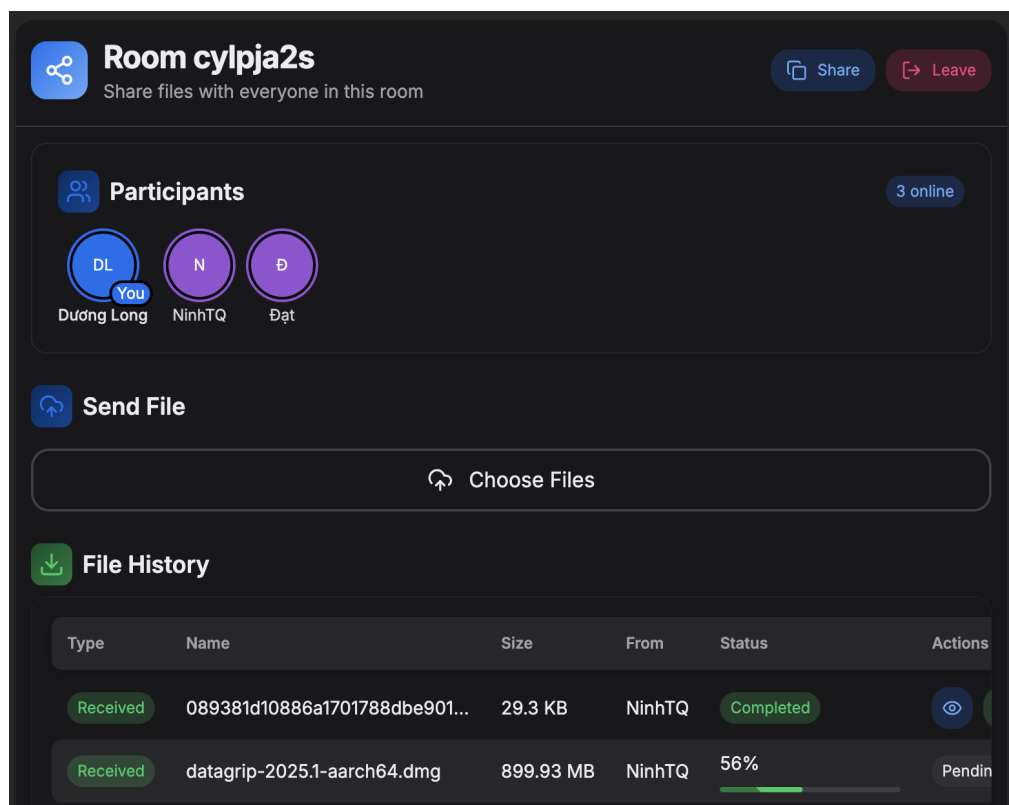 Room cylpja2s
Share files with everyone in this room
Share
Leave
Participants
3 online
DL
You
Dương Long
N
NinhTQ
Đ
Đạt
Send File
Choose Files
File History
Type Name Size From Status Actions
Received 089381d10886a1701788dbe901... 29.3 KB NinhTQ Completed
Received datagrip-2025.1-aarch64.dmg 899.93 MB NinhTQ 56% Pendin